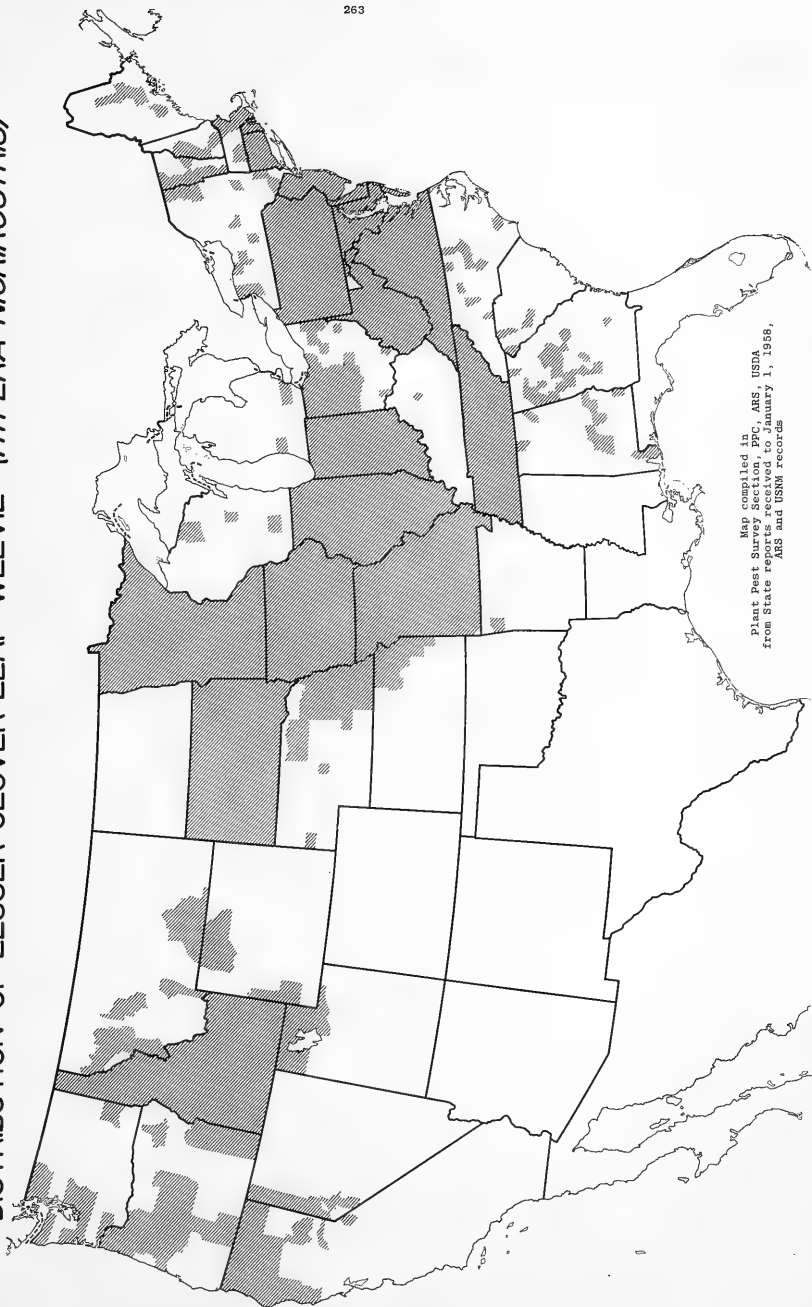 263
DISTRIBUTION OF LESSER CLOVER LEAF WEEVIL (HYPERA NIGRIROSTRIS)
Map compiled in
Plant Pest Survey Section, PPC, ARS, USDA
from State reports received to January 1, 1958,
ARS and USNM records